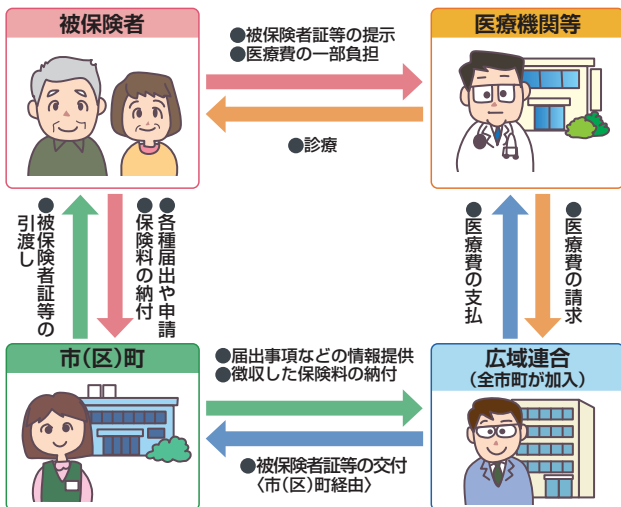 被保険者
●被保険者証等の提示
●医療費の一部負担
医療機関等
●診療
●被保険者証等の
引渡し
●各種届出や申請
●保険料の納付
●医療費の支払
●医療費の請求
市(区)町
●届出事項などの情報提供
●徴収した保険料の納付
広域連合
(全市町が加入)
●被保険者証等の交付
〈市(区)町経由〉